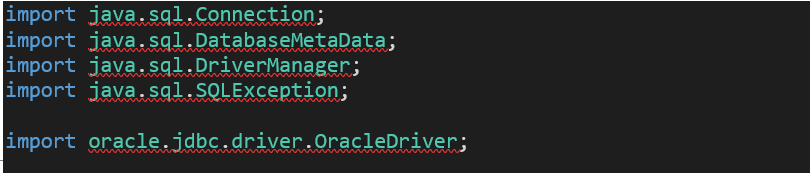 import java.sql.Connection;
import java.sql.DatabaseMetaData;
import java.sql.DriverManager;
import java.sql.SQLException;
import oracle.jdbc.driver.OracleDriver;